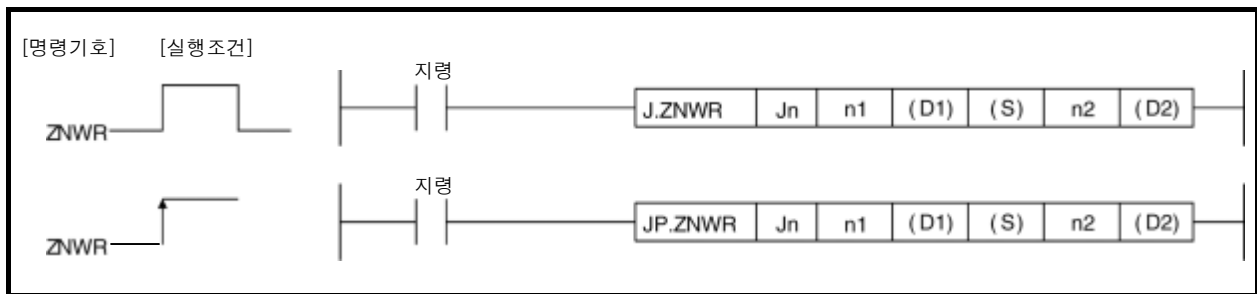 [명령기호] [실행조건]
지령
ZNWR J.ZNWR Jn n1 (D1) (S) n2 (D2)
지령
ZNWR JP.ZNWR Jn n1 (D1) (S) n2 (D2)